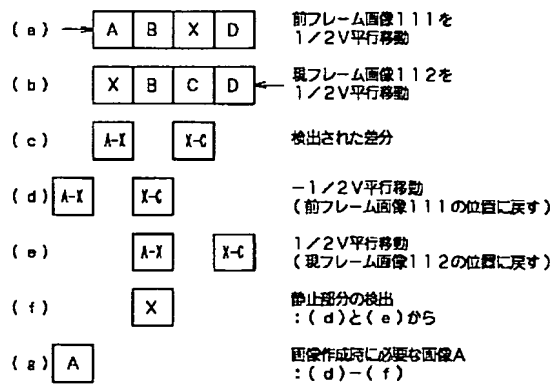 (a) A B X D 前フレーム画像111を
1/2V平行移動
(b) X B C D 現フレーム画像112を
1/2V平行移動
(c) A-X X-C 検出された差分
(d) A-X X-C -1/2V平行移動
(前フレーム画像111の位置に戻す)
(e) A-X X-C 1/2V平行移動
(現フレーム画像112の位置に戻す)
(f) X 静止部分の検出
:(d)と(e)から
(g) A 画像作成時に必要な画像A
:(d)-(f)